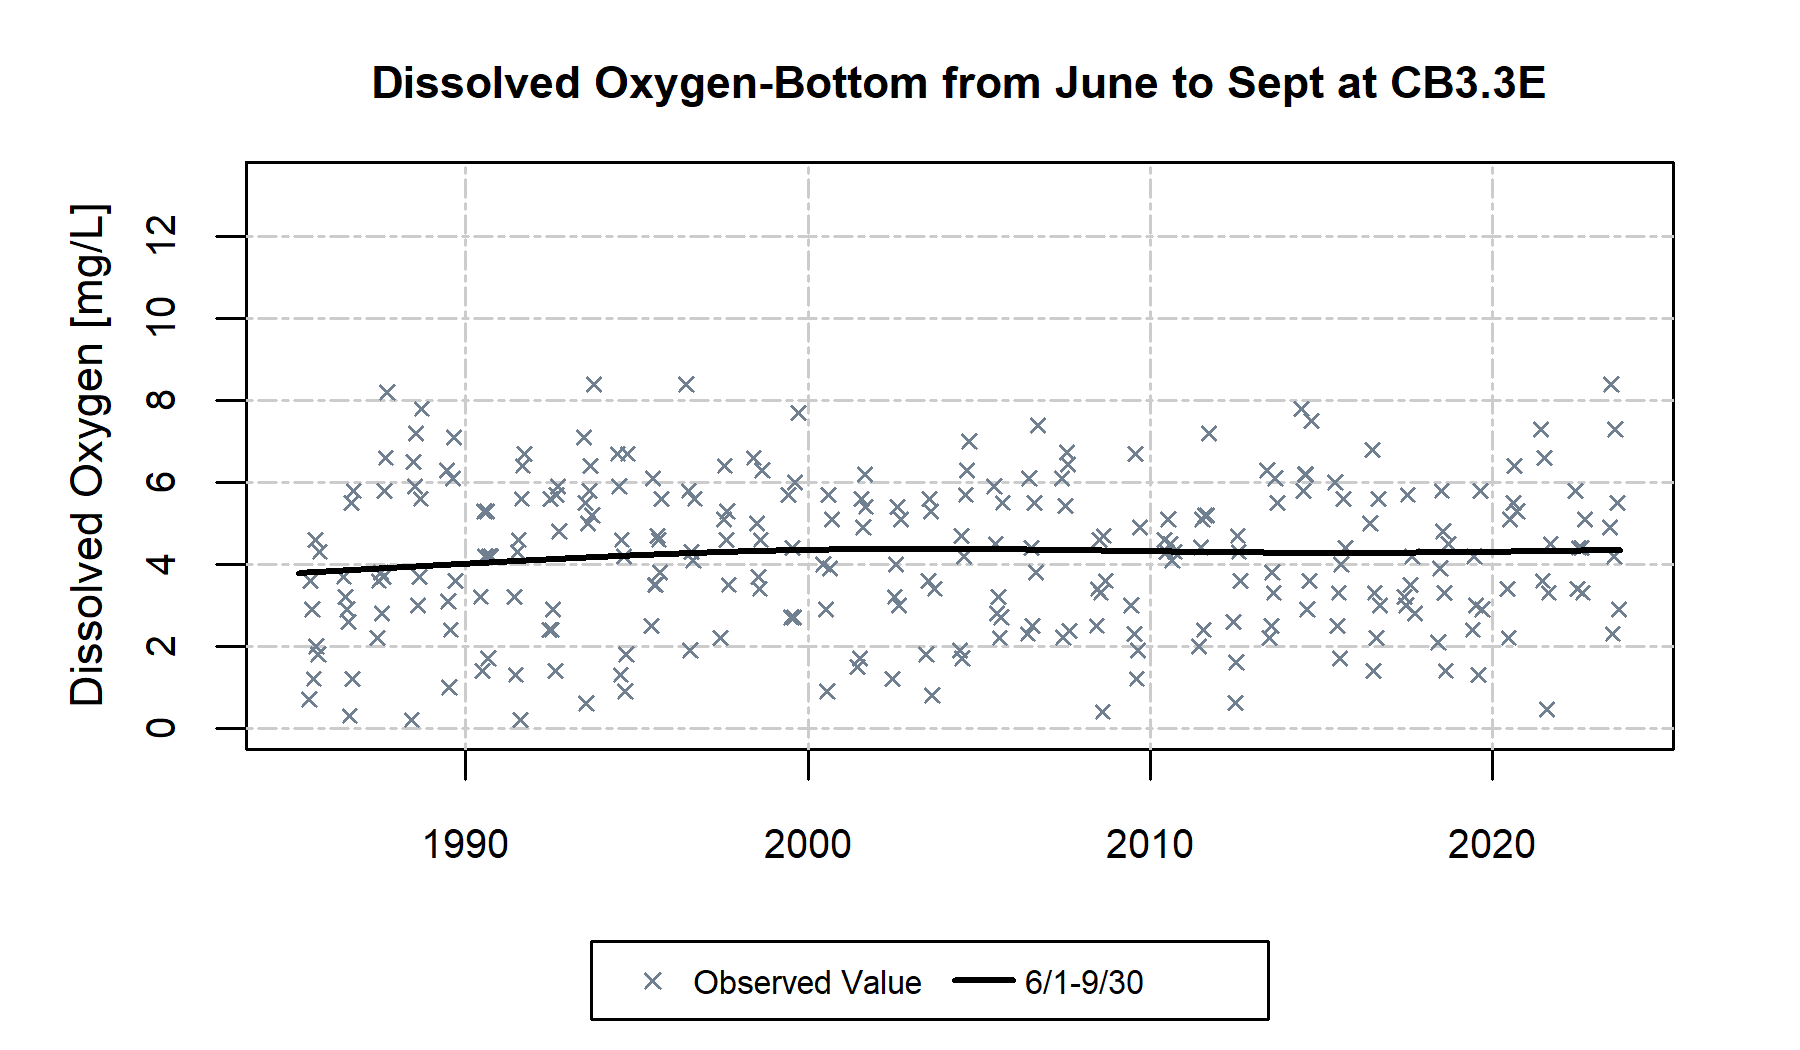 Dissolved Oxygen-Bottom from June to Sept at CB3.3E
Dissolved Oxygen [mg/L]
12
10
8
6
4
2
0
1990 2000 2010 2020
Observed Value 6/1-9/30